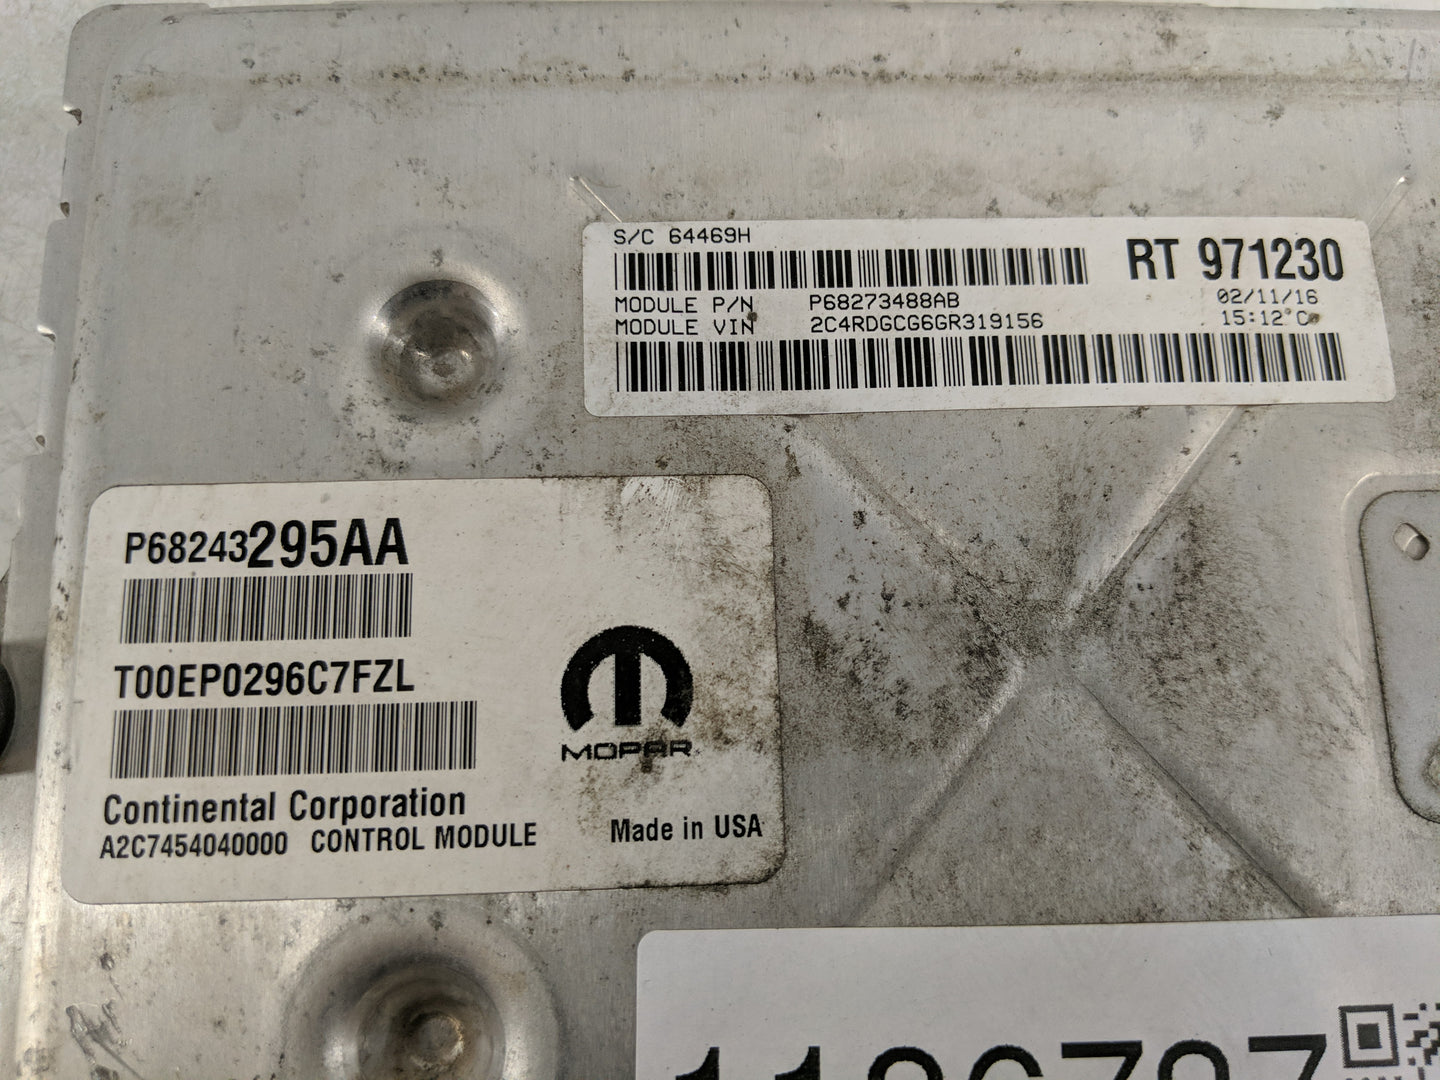 S/C 64469H
RT 971230
MODULE P/N P68273488AB
02/11/16
MODULE VIN 2C4RDGCG6GR319156
15:12°C
P68243295AA
T00EP0296C7FZL
MOPAR
Continental Corporation
A2C7454040000 CONTROL MODULE
Made in USA